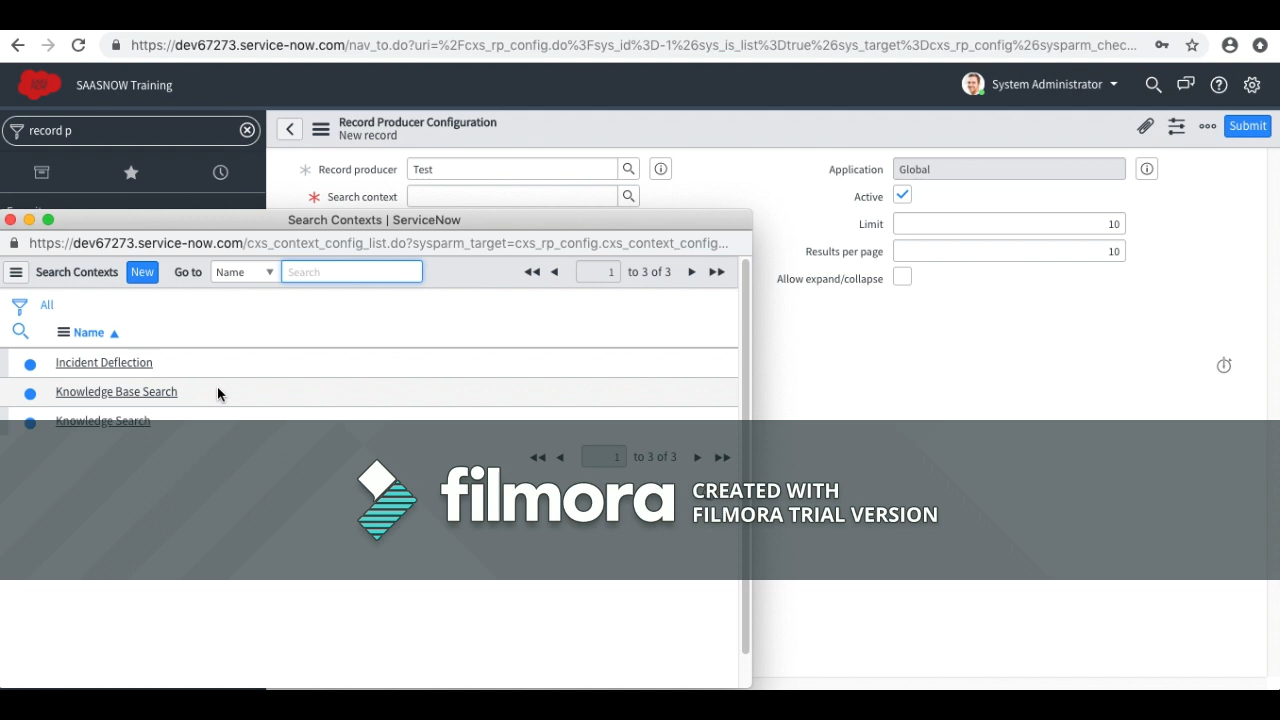 https://dev67273.service-now.com/nav_to.do?uri=%2Fcxs_rp_config.do%3Fsys_id%3D-1%26sys_is_list%3Dtrue%26sys_target%3Dcxs_rp_config%26sysparm_chec...
SAASNOW Training
System Administrator
record p
Record Producer Configuration
New record
Submit
Record producer
Test
Application
Global
Search context
Active
Limit
10
Results per page
10
Allow expand/collapse
Search Contexts | ServiceNow
https://dev67273.service-now.com/cxs_context_config_list.do?sysparm_target=cxs_rp_config.cxs_context_config...
Search Contexts New Go to Name Search 1 to 3 of 3
All
Name
Incident Deflection
Knowledge Base Search
Knowledge Search
1 to 3 of 3
filmora
CREATED WITH
FILMORA TRIAL VERSION